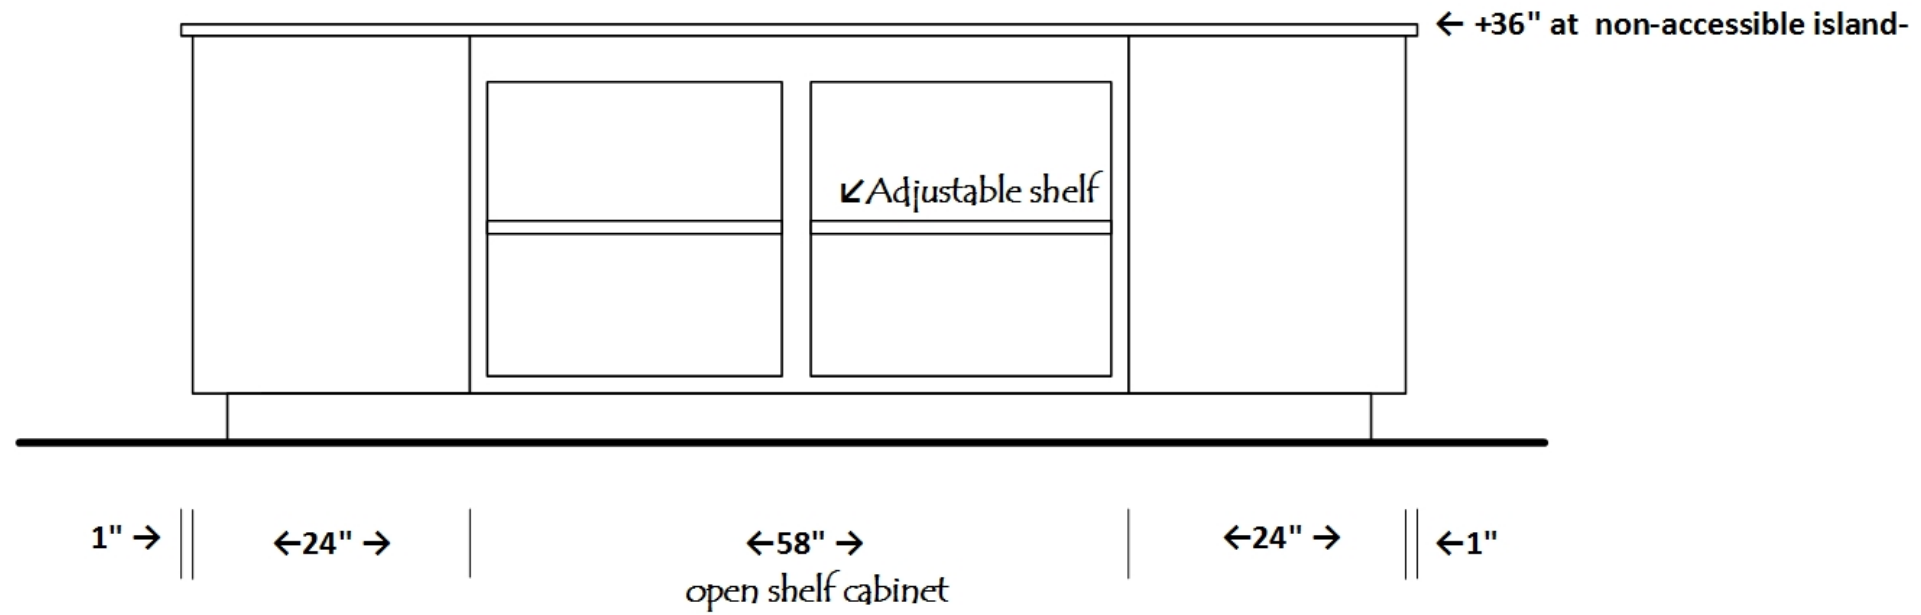 ← +36" at non-accessible island-
↙Adjustable shelf
1" → ←24" → ←58" → ←24" → ←1"
open shelf cabinet